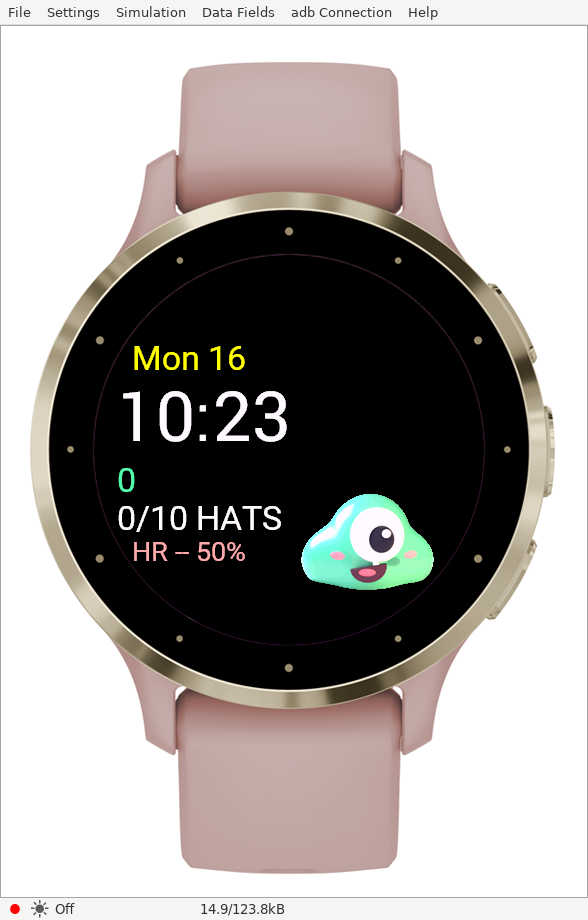 File Settings Simulation Data Fields adb Connection Help
Mon 16
10:23
0
0/10 HATS
HR -- 50%
Off 14.9/123.8kB